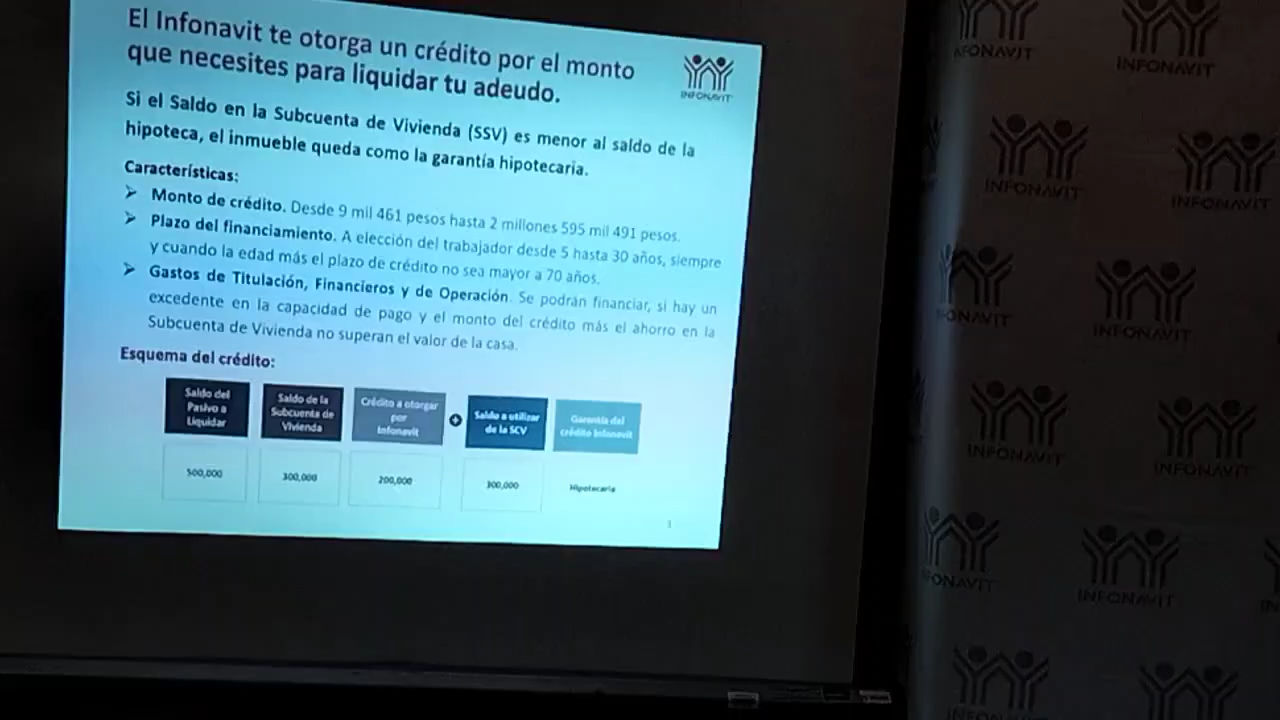 El Infonavit te otorga un crédito por el monto
que necesites para liquidar tu adeudo.
INFONAVIT
Si el Saldo en la Subcuenta de Vivienda (SSV) es menor al saldo de la
hipoteca, el inmueble queda como la garantía hipotecaria.
Características:
➢ Monto de crédito. Desde 9 mil 461 pesos hasta 2 millones 595 mil 491 pesos.
➢ Plazo del financiamiento. A elección del trabajador desde 5 hasta 30 años, siempre
y cuando la edad más el plazo de crédito no sea mayor a 70 años.
➢ Gastos de Titulación, Financieros y de Operación. Se podrán financiar, si hay un
excedente en la capacidad de pago y el monto del crédito más el ahorro en la
Subcuenta de Vivienda no superan el valor de la casa.
Esquema del crédito:
Saldo del
Pasivo a
Liquidar
Saldo de la
Subcuenta de
Vivienda
Crédito a otorgar
por
Infonavit
+
Saldo a utilizar
de la SCV
Garantía del
crédito Infonavit
500,000
300,000
200,000
300,000
Hipotecaria
INFONAVIT
INFONAVIT
INFONAVIT
INFONAVIT
INFONAVIT
INFONAVIT
INFONAVIT
INFONAVIT
INFONAVIT
INFONAVIT
INFONAVIT